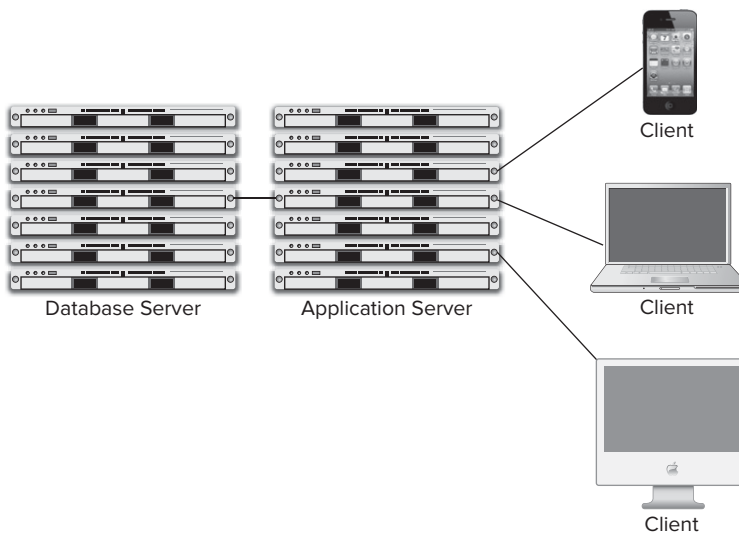 Client
Database Server
Application Server
Client
Client